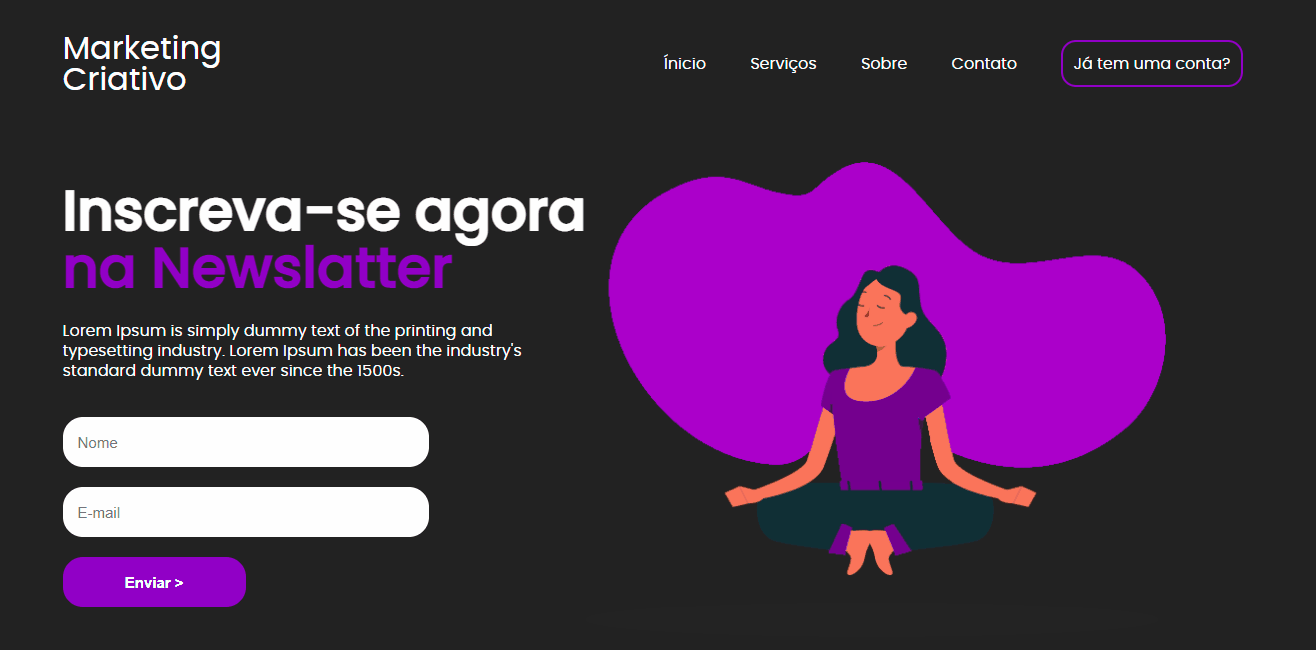 Marketing
Criativo
Ínicio
Serviços
Sobre
Contato
Já tem uma conta?
Inscreva-se agora
na Newslatter
Lorem Ipsum is simply dummy text of the printing and
typesetting industry. Lorem Ipsum has been the industry's
standard dummy text ever since the 1500s.
Nome
E-mail
Enviar >